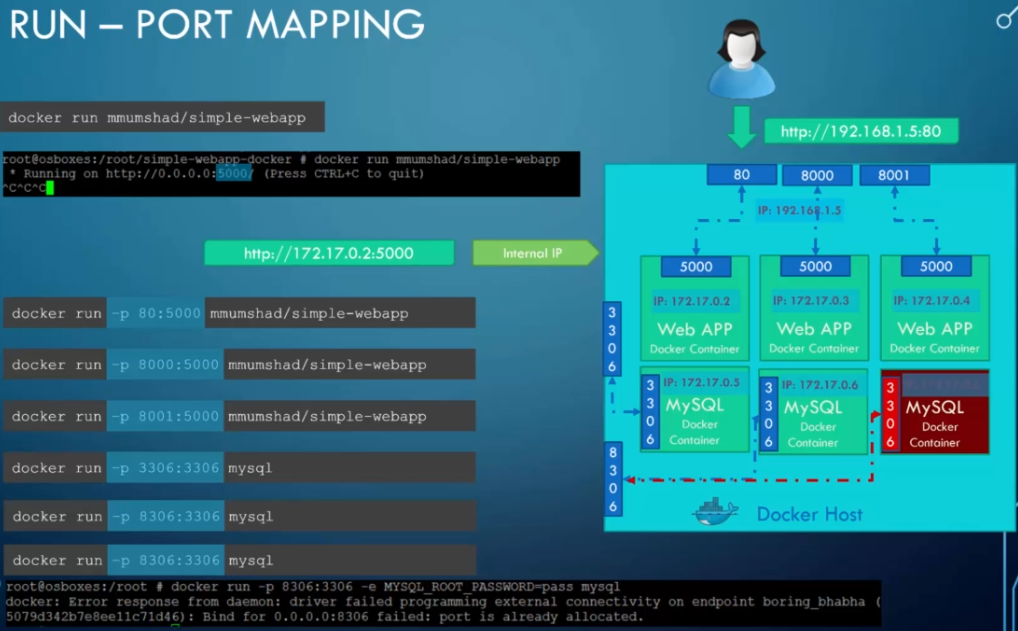 RUN – PORT MAPPING
docker run mmumshad/simple-webapp
root@osboxes:/root/simple-webapp-docker # docker run mmumshad/simple-webapp
* Running on http://0.0.0.0:5000/ (Press CTRL+C to quit)
^C^C^C
http://172.17.0.2:5000
Internal IP
docker run -p 80:5000 mmumshad/simple-webapp
docker run -p 8000:5000 mmumshad/simple-webapp
docker run -p 8001:5000 mmumshad/simple-webapp
docker run -p 3306:3306 mysql
docker run -p 8306:3306 mysql
docker run -p 8306:3306 mysql
root@osboxes:/root # docker run -p 8306:3306 -e MYSQL_ROOT_PASSWORD=pass mysql
docker: Error response from daemon: driver failed programming external connectivity on endpoint boring_bhabha (
5079d342b7e8ee11c71d46): Bind for 0.0.0.0:8306 failed: port is already allocated.
http://192.168.1.5:80
80
8000
8001
IP: 192.168.1.5
5000
5000
5000
IP: 172.17.0.2
IP: 172.17.0.3
IP: 172.17.0.4
Web APP
Docker Container
Web APP
Docker Container
Web APP
Docker Container
3306
8306
3306
IP: 172.17.0.5
MySQL
Docker
Container
3306
IP: 172.17.0.6
MySQL
Docker
Container
3306
MySQL
Docker
Container
Docker Host